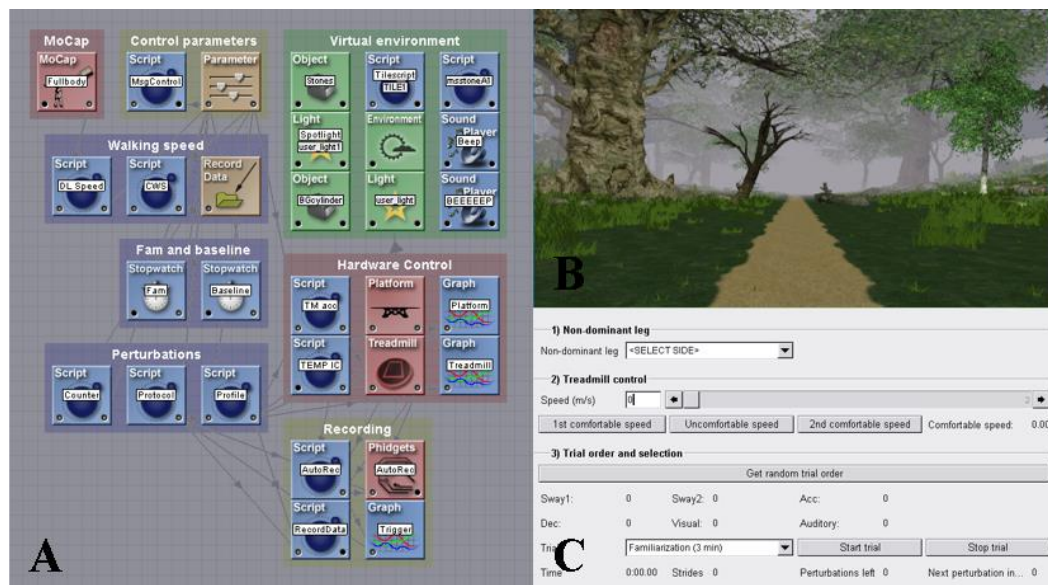 MoCap
MoCap
Fullbody
Control parameters
Script
MsgControl
Parameter
Virtual environment
Object
Stones
Script
Tilescript
TILE1
Script
msstoneA1
Light
Spotlight
user_light1
Environment
Sound
Player
Beep
Object
BGcylinder
Light
user_light
Sound
Player
BEEEEEP
Walking speed
Script
DL Speed
Script
CWS
Record
Data
Fam and baseline
Stopwatch
Fam
Stopwatch
Baseline
Hardware Control
Script
TM acc
Platform
Graph
Platform
Script
TEMP IC
Treadmill
Graph
Treadmill
Perturbations
Script
Counter
Script
Protocol
Script
Profile
Recording
Script
AutoRec
Phidgets
AutoRec
Script
RecordData
Graph
Trigger
A
B
1) Non-dominant leg
Non-dominant leg <SELECT SIDE>
2) Treadmill control
Speed (m/s) 0 2
1st comfortable speed Uncomfortable speed 2nd comfortable speed Comfortable speed: 0.00
3) Trial order and selection
Get random trial order
Sway1: 0 Sway2: 0 Acc: 0
Dec: 0 Visual: 0 Auditory: 0
Familiarization (3 min) Start trial Stop trial
Time 0:00.00 Strides 0 Perturbations left 0 Next perturbation in... 0
C